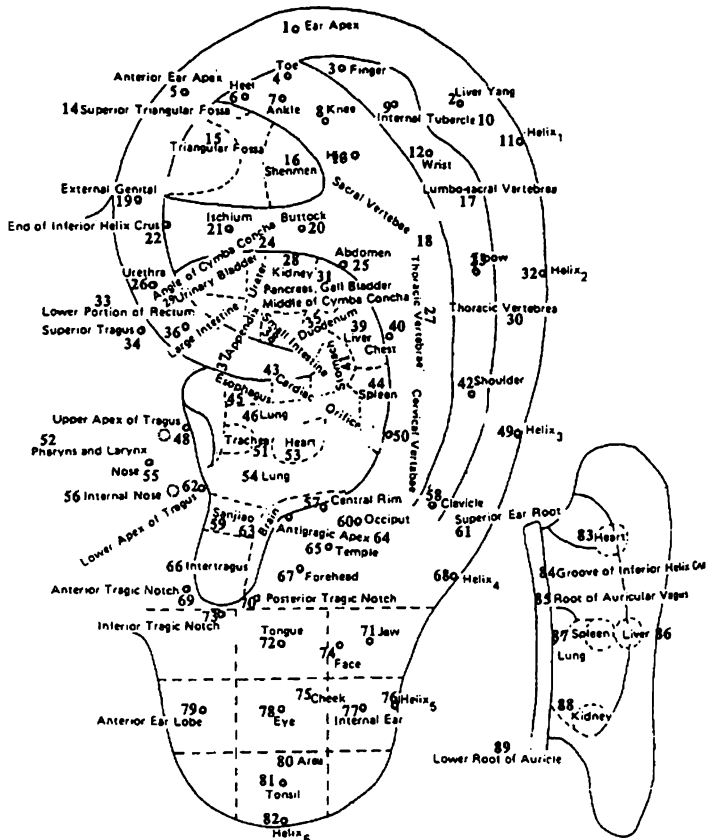 1 Ear Apex
Toe
4
3 Finger
Anterior Ear Apex
5
Heel
6
7
Ankle
2 Liver Yang
9
Internal Tubercle 10
14 Superior Triangular Fossa
8 Knee
11 Helix1
15
Triangular Fossa
16
Shenmen
12
Wrist
Sacral Vertebae
Lumbo-sacral Vertebrea
17
External Genital
19
End of Inferior Helix Crus
22
Ischium
21
Buttock
20
18
24
Angle of Cymba Concha
28
Kidney
Abdomen
25
Urethra
26
29 Urinary Bladder
Ureter
31
Pancreas, Gall Bladder
Middle of Cymba Concha
32 Helix2
33
Lower Portion of Rectum
Superior Tragus
34
36
Large Intestine
37
Appendix
38
Small Intestine
35
Duodenum
39
Liver
40
Chest
Thoracic Vertebrae
27
Thoracic Vertebrea
30
41
Stomach
43
Cardiac
Orifice
Esophagus
45
44
Spleen
42 Shoulder
46 Lung
Cervical Vertabae
Upper Apex of Tragus
48
49 Helix3
50
52
Pharyns and Larynx
Nose
55
Trachea
51
Heart
53
54 Lung
56 Internal Nose
62
Lower Apex of Tragus
57 Central Rim
58
Clavicle
Superior Ear Root
61
Sanjiao
59
63
Brain
60 Occiput
Antigragic Apex 64
65
Temple
66 Intertragus
67
Forehead
68 Helix4
Anterior Tragic Notch
69
70 Posterior Tragic Notch
73
Inferior Tragic Notch
Tongue
72
71 Jaw
74
Face
75 Cheek
76 Helix5
79
Anterior Ear Lobe
78
Eye
77
Internal Ear
80 Area
81
Tonsil
82
Helix6
83 Heart
84 Groove of Inferior Helix
85 Root of Auricular Vagus
87 Spleen
Liver 86
Lung
88
Kidney
89
Lower Root of Auricle